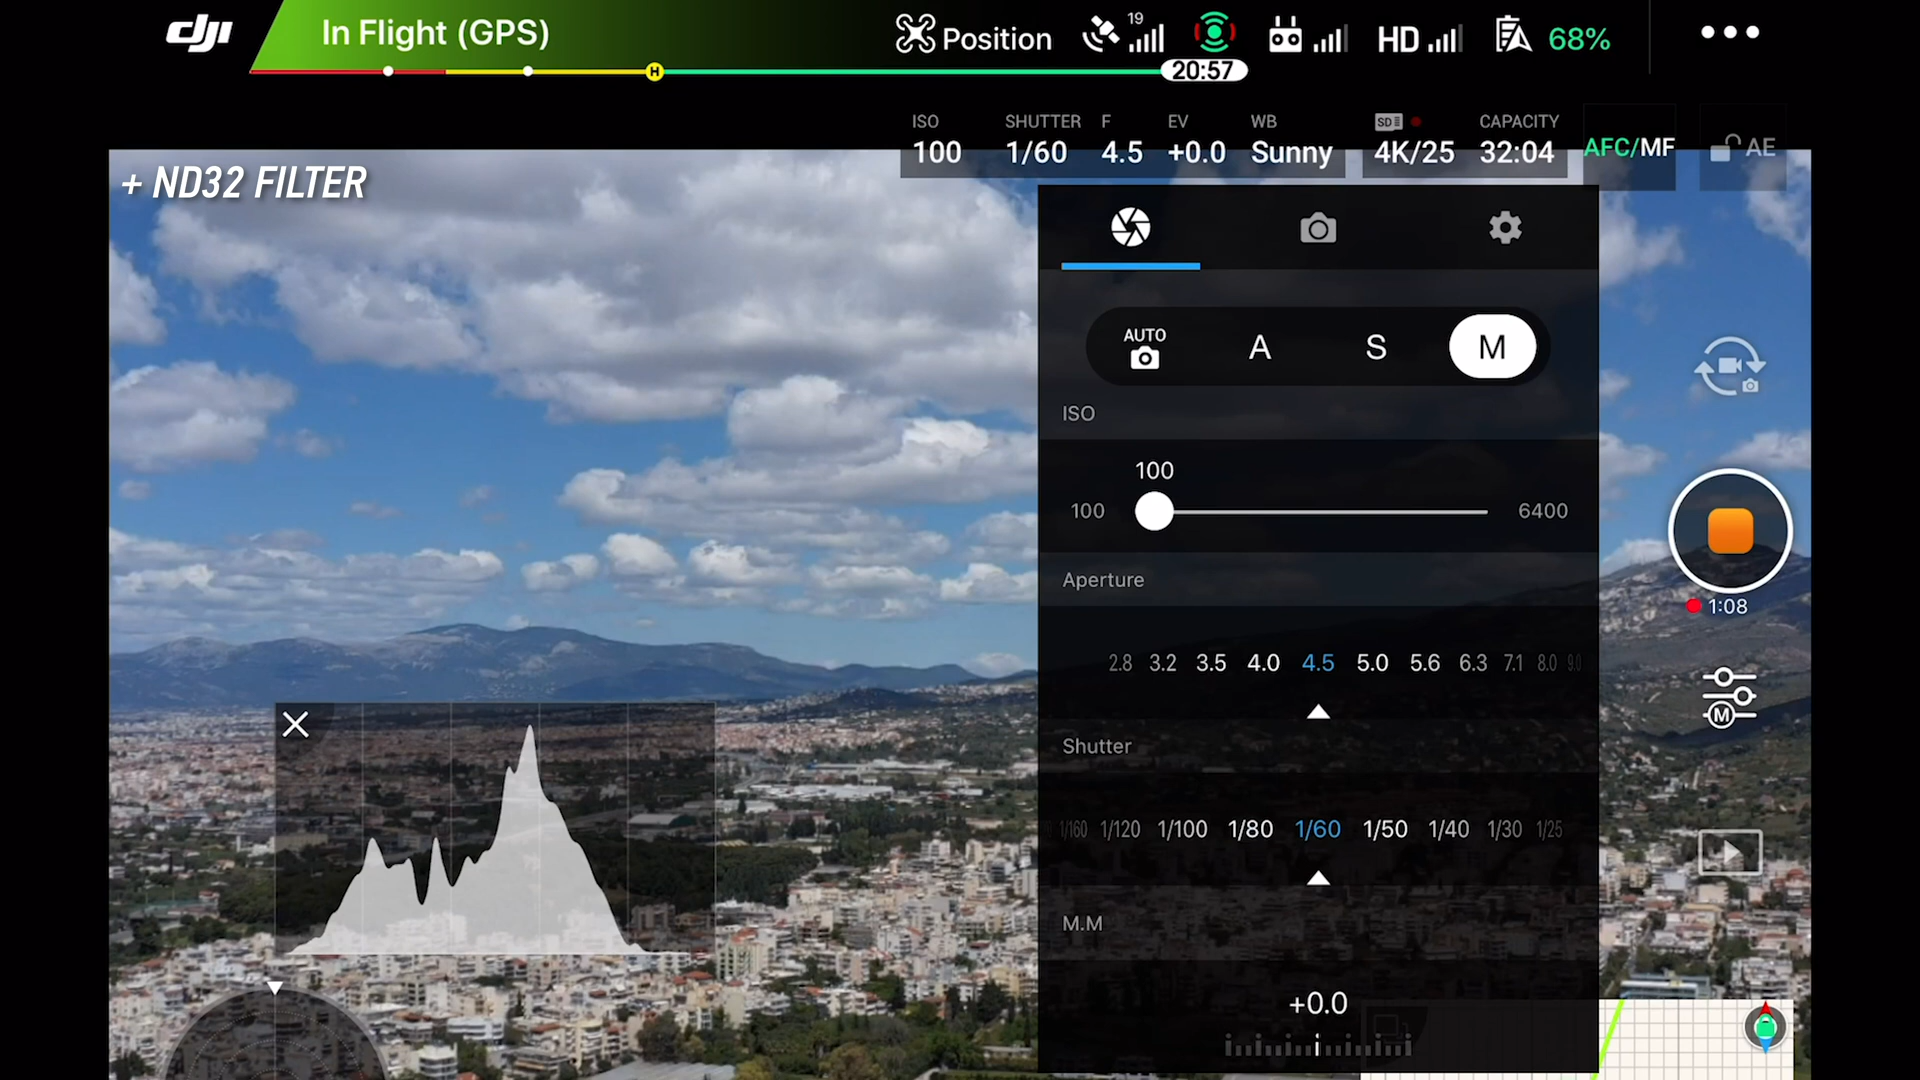 dji In Flight (GPS) Position 19 HD 68%
H 20:57
ISO SHUTTER F EV WB SD CAPACITY
100 1/60 4.5 +0.0 Sunny 4K/25 32:04 AFC/MF AE
+ ND32 FILTER
AUTO A S M
ISO
100
100 6400
1:08
Aperture
2.8 3.2 3.5 4.0 4.5 5.0 5.6 6.3 7.1 8.0 9.0
M
Shutter
1/160 1/120 1/100 1/80 1/60 1/50 1/40 1/30 1/25
M.M
+0.0